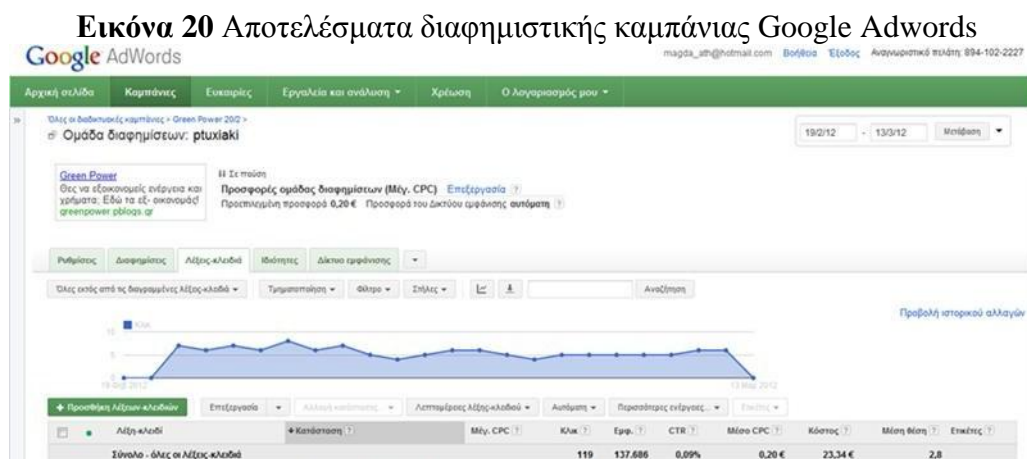 Εικόνα 20 Αποτελέσματα διαφημιστικής καμπάνιας Google Adwords
Google AdWords
magda_ath@hotmail.com Βοήθεια Έξοδος Αναγνωριστικό πελάτη: 894-102-2227
Αρχική σελίδα Καμπάνιες Ευκαιρίες Εργαλεία και ανάλυση Χρέωση Ο λογαριασμός μου
Όλες οι διαδικτυακές καμπάνιες > Green Power 20/2 >
Ομάδα διαφημίσεων: ptuxiaki
19/2/12 - 13/3/12 Μετάβαση
Green Power
Θες να εξοικονομείς ενέργεια και
χρήματα; Εδώ τα εξ- οικονομάς!
greenpower.pblogs.gr
Σε παύση
Προσφορές ομάδας διαφημίσεων (Μέγ. CPC) Επεξεργασία
Προεπιλεγμένη προσφορά 0,20 € Προσφορά του Δικτύου εμφάνισης αυτόματη
Ρυθμίσεις Διαφημίσεις Λέξεις-κλειδιά Ιδιότητες Δίκτυο εμφάνισης
Όλες εκτός από τις διαγραμμένες λέξεις-κλειδιά Τμηματοποίηση Φίλτρο Στήλες Αναζήτηση
Προβολή ιστορικού αλλαγών
Κλικ
10
5
0
19 Φεβ 2012 13 Μαρ 2012
+ Προσθήκη λέξεων-κλειδιών Επεξεργασία Αλλαγή κατάστασης... Λεπτομέρειες λέξης-κλειδιού Αυτόματη Περισσότερες ενέργειες... Ετικέτες
Λέξη-κλειδί Κατάσταση ? Μέγ. CPC ? Κλικ ? Εμφ. ? CTR ? Μέσο CPC ? Κόστος ? Μέση θέση ? Ετικέτες ?
Σύνολο - όλες οι λέξεις-κλειδιά 119 137.686 0,09% 0,20 € 23,34 € 2,8